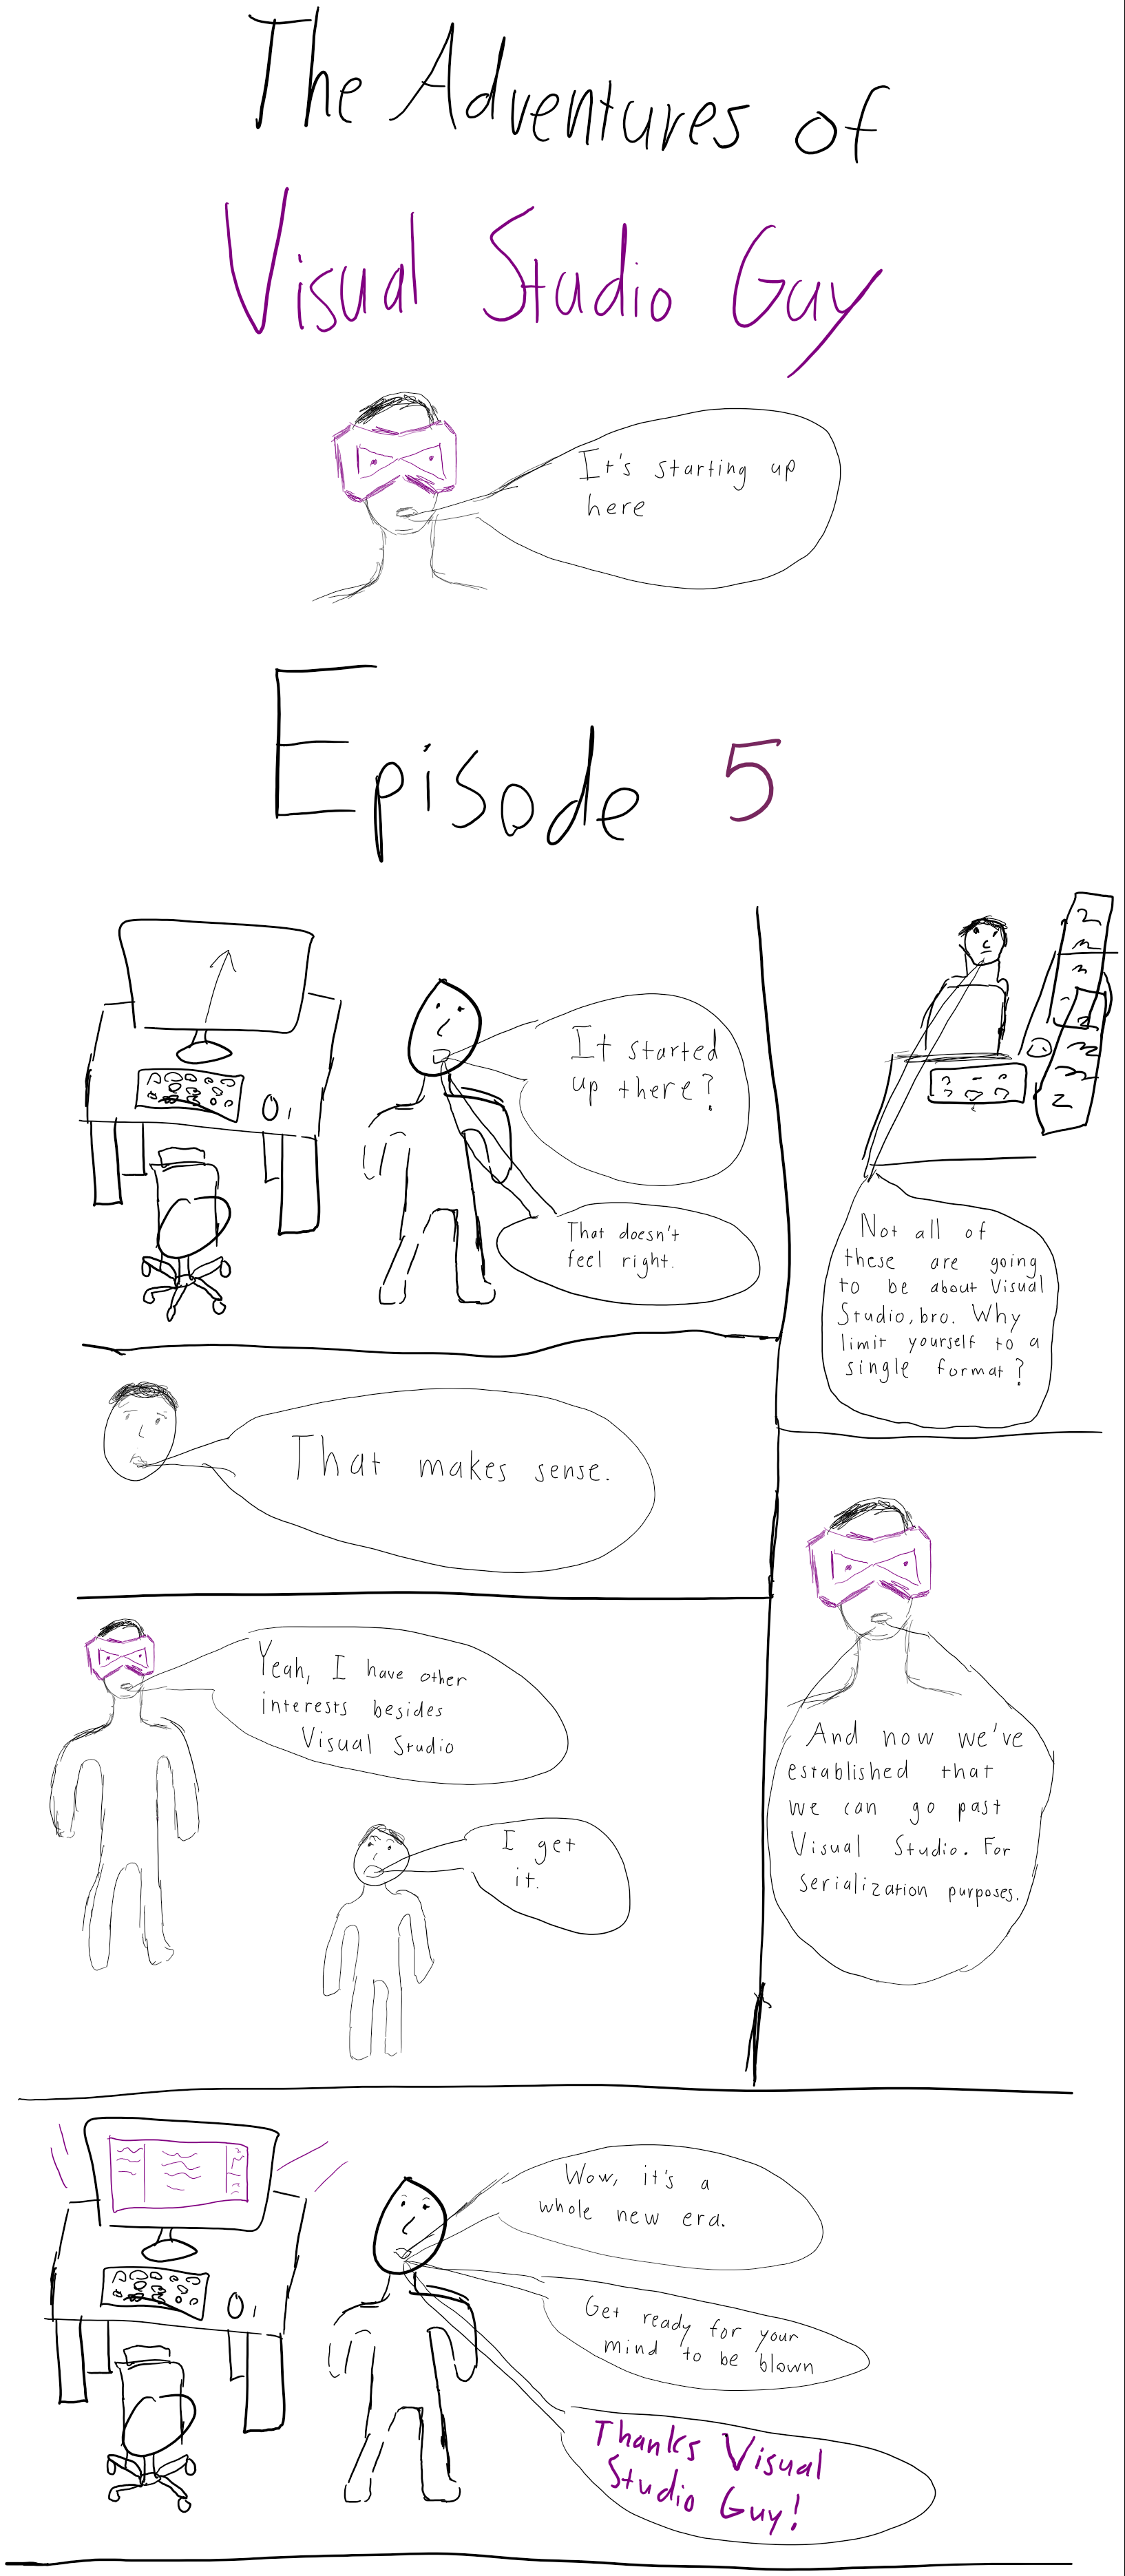 The Adventures of
Visual Studio Guy
It's starting up
here
Episode 5
It started
up there?
That doesn't
feel right.
Not all of
these are going
to be about Visual
Studio, bro. Why
limit yourself to a
single format?
That makes sense.
Yeah, I have other
interests besides
Visual Studio
I get
it.
And now we've
established that
we can go past
Visual Studio. For
serialization purposes.
Wow, it's a
whole new era.
Get ready for your
mind to be blown
Thanks Visual
Studio Guy!